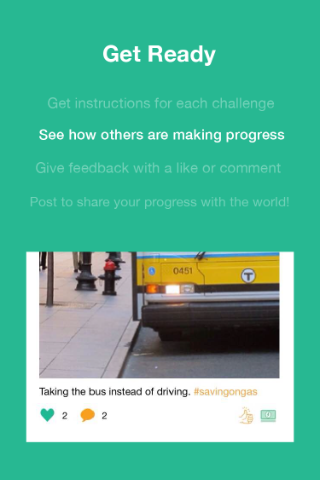 Get Ready
Get instructions for each challenge
See how others are making progress
Give feedback with a like or comment
Post to share your progress with the world!
0451
T
Taking the bus instead of driving. #savingongas
2 2